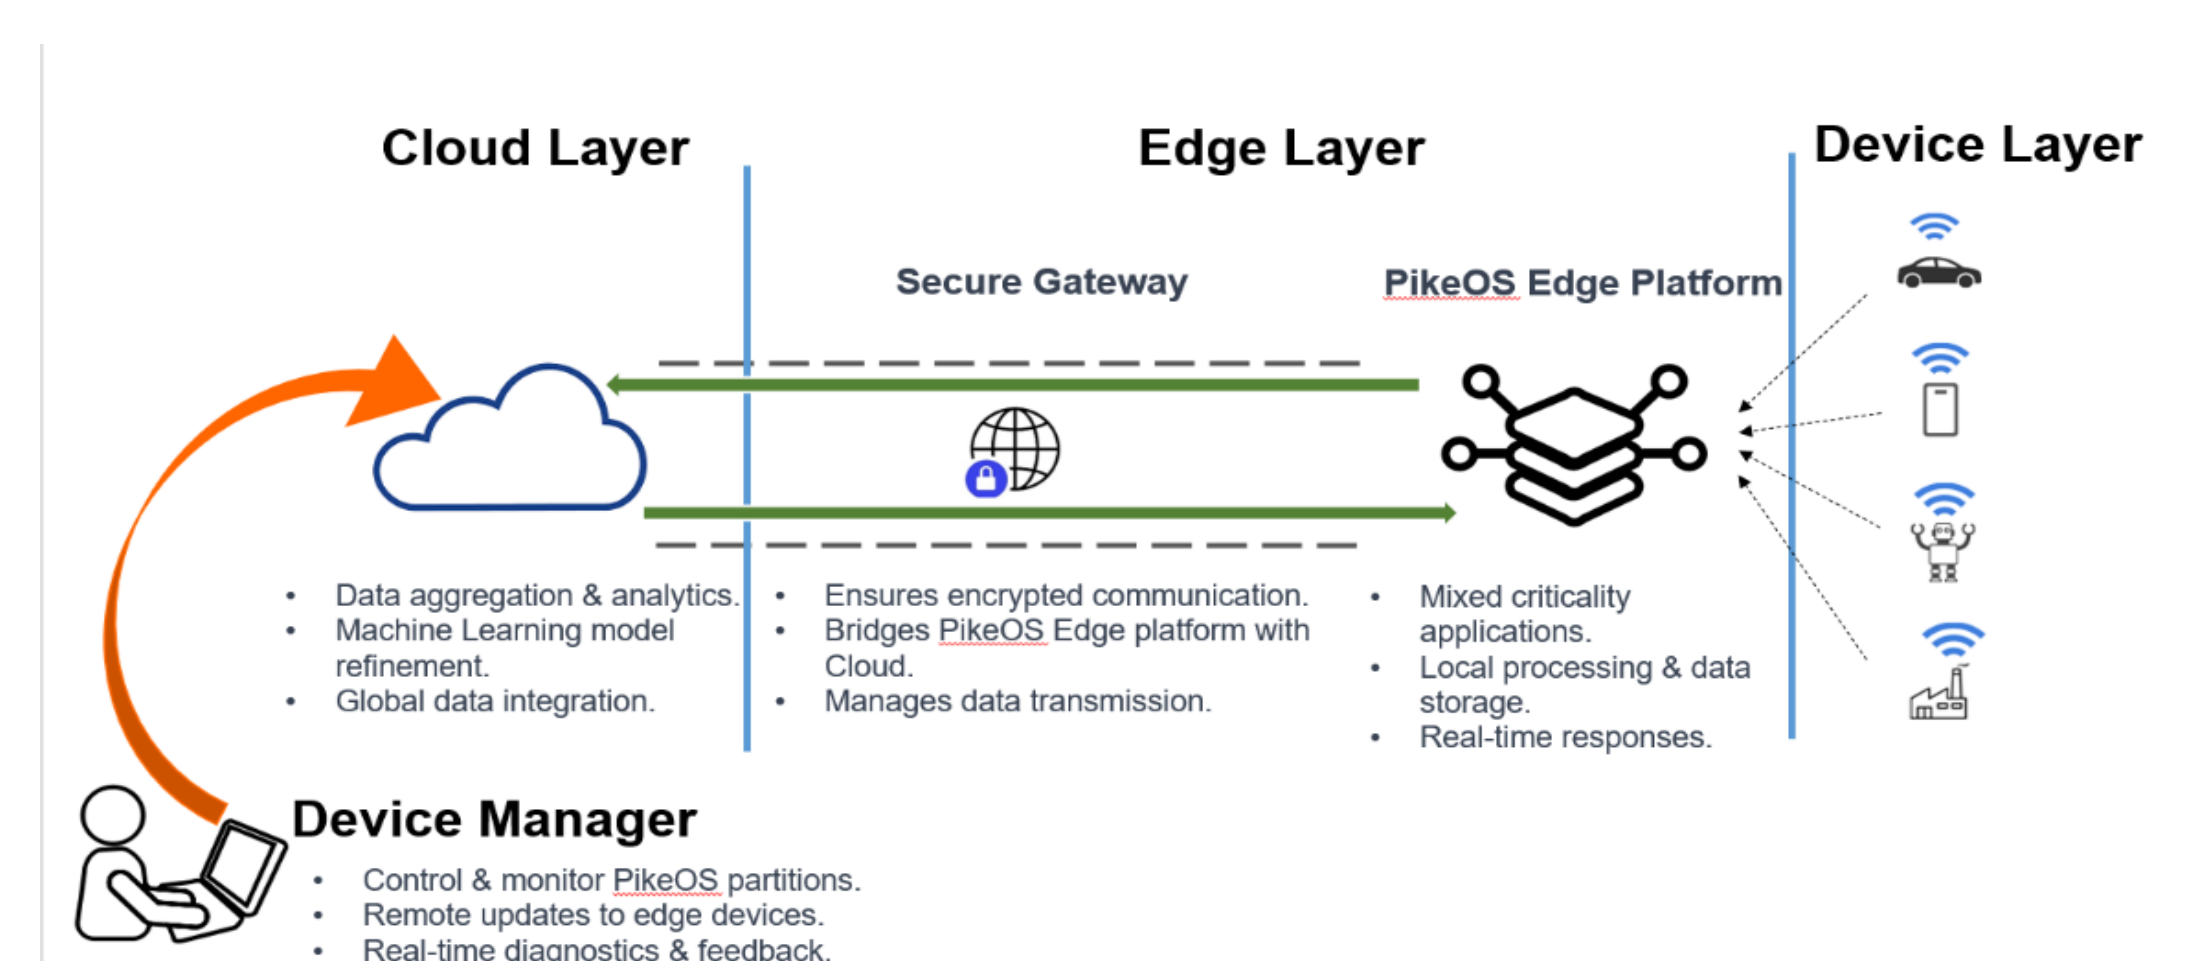 Cloud Layer
Edge Layer
Device Layer
Secure Gateway
PikeOS Edge Platform
• Data aggregation & analytics.
• Machine Learning model
refinement.
• Global data integration.
• Ensures encrypted communication.
• Bridges PikeOS Edge platform with
Cloud.
• Manages data transmission.
• Mixed criticality
applications.
• Local processing & data
storage.
• Real-time responses.
Device Manager
• Control & monitor PikeOS partitions.
• Remote updates to edge devices.
• Real-time diagnostics & feedback.